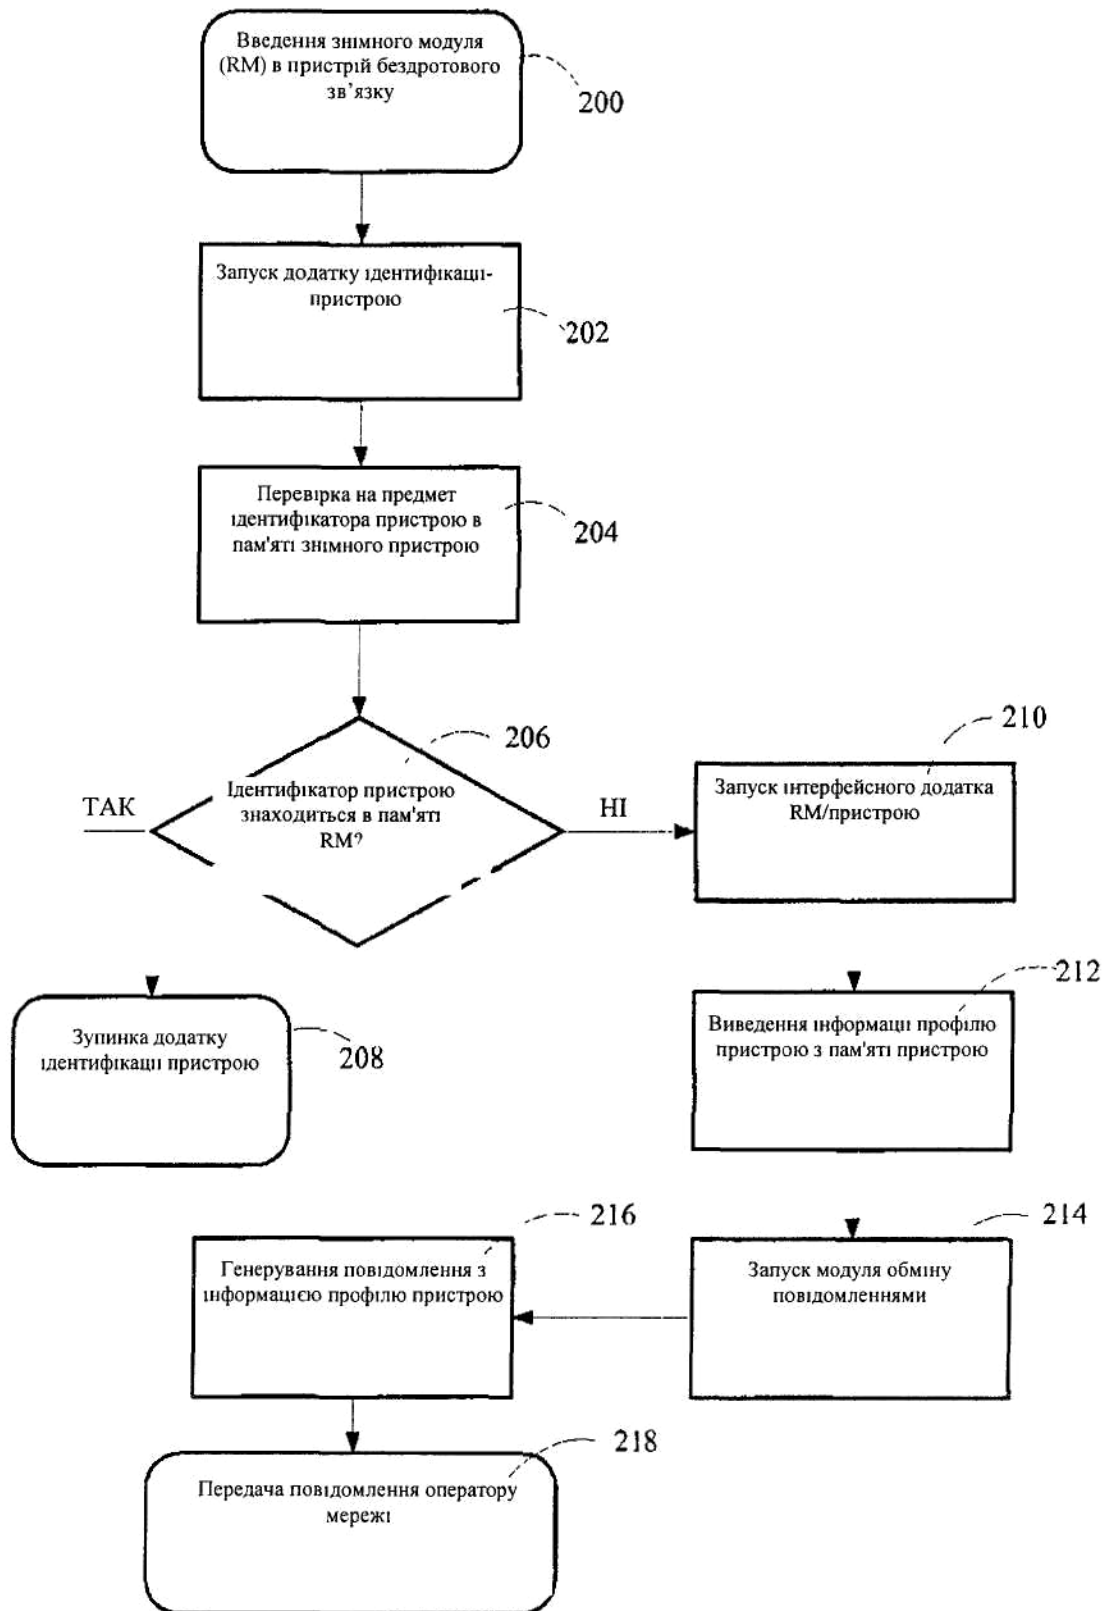 Введення знімного модуля
(RM) в пристрій бездротового
зв’язку
200
Запуск додатку ідентифікації-
пристрою
202
Перевірка на предмет
ідентифікатора пристрою в
пам'яті знімного пристрою
204
206
210
Ідентифікатор пристрою
знаходиться в пам'яті
RM?
ТАК
НІ
Запуск інтерфейсного додатка
RM/пристрою
212
Зупинка додатку
ідентифікації пристрою
208
Виведення інформації профілю
пристрою з пам'яті пристрою
216
214
Генерування повідомлення з
інформацією профілю пристрою
Запуск модуля обміну
повідомленнями
218
Передача повідомлення оператору
мережі